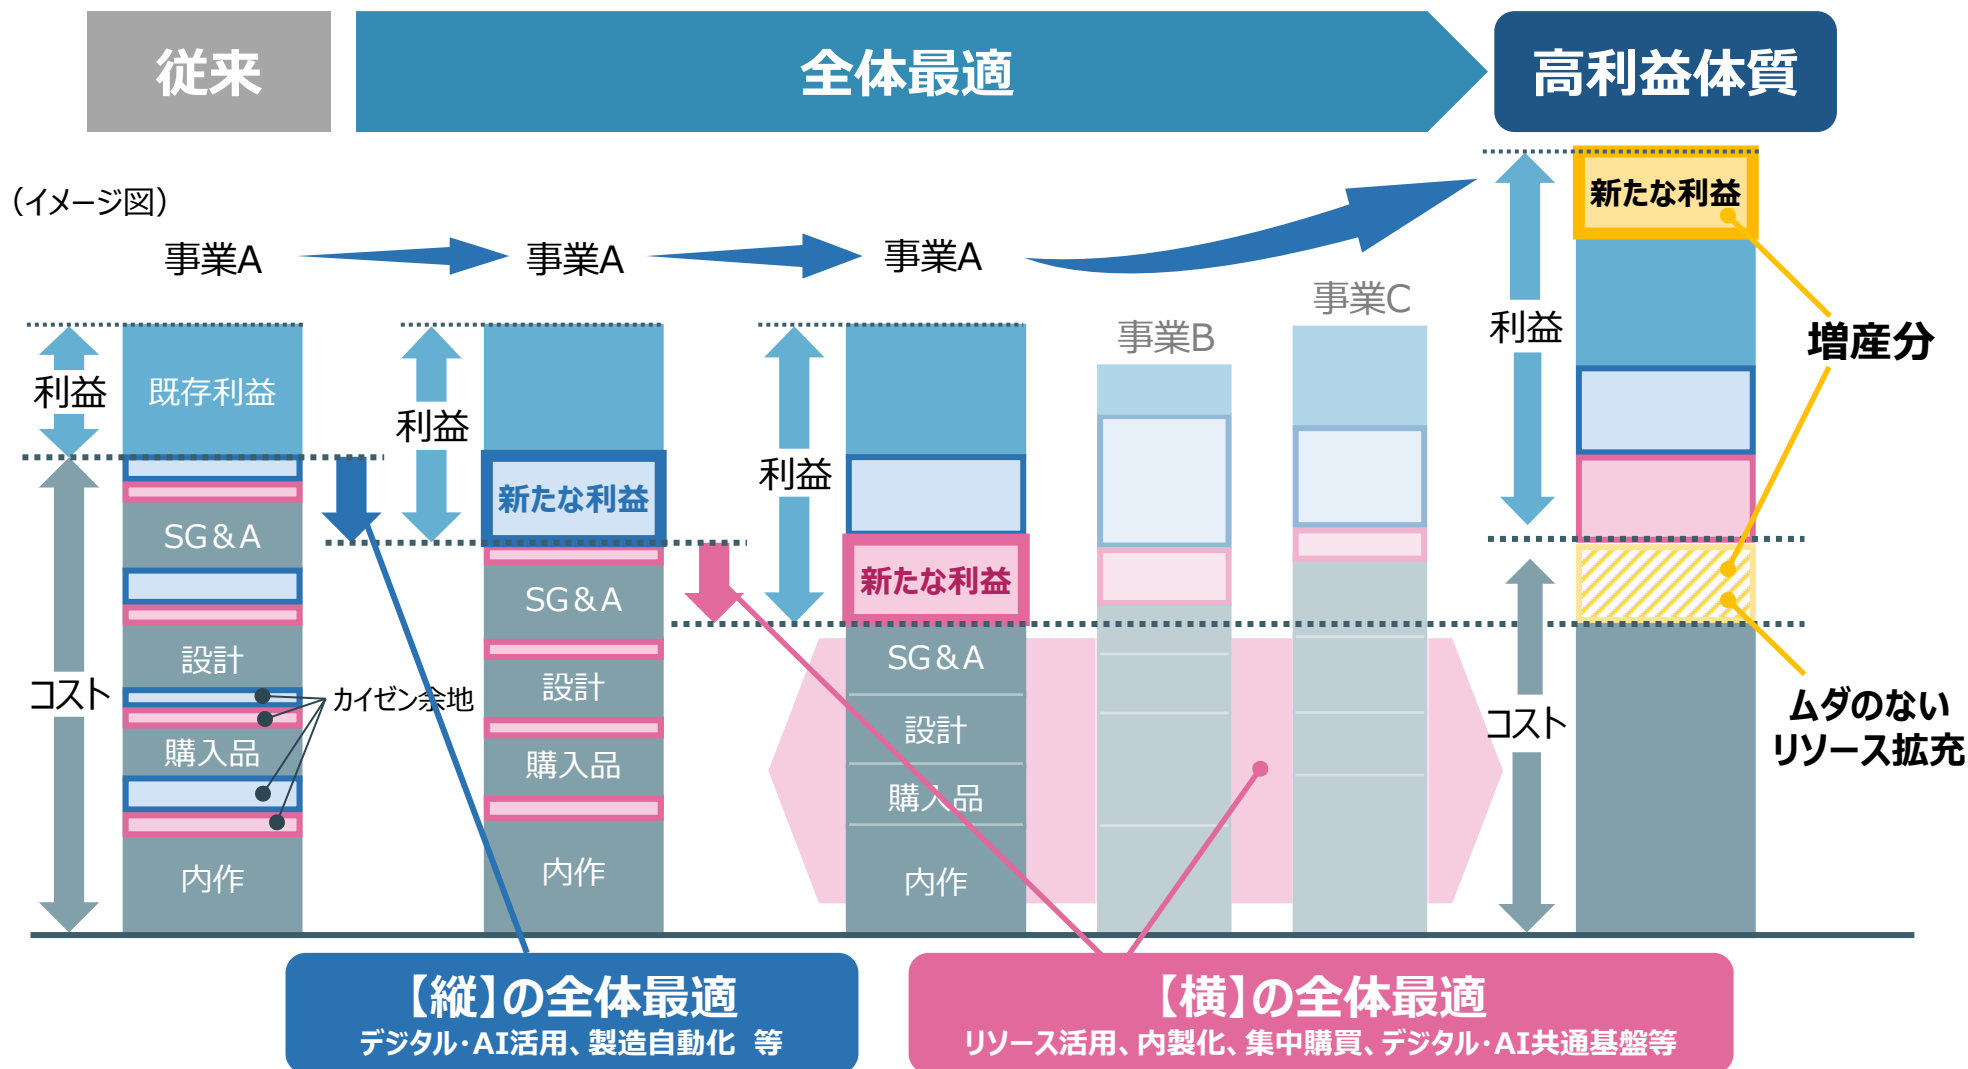 従来
全体最適
高利益体質
（イメージ図）
事業A
事業A
事業A
事業B
事業C
利益
既存利益
SG＆A
設計
購入品
内作
コスト
カイゼン余地
利益
新たな利益
SG＆A
設計
購入品
内作
利益
新たな利益
SG＆A
設計
購入品
内作
利益
新たな利益
増産分
コスト
ムダのない
リソース拡充
【縦】の全体最適
デジタル・AI活用、製造自動化 等
【横】の全体最適
リソース活用、内製化、集中購買、デジタル・AI共通基盤等